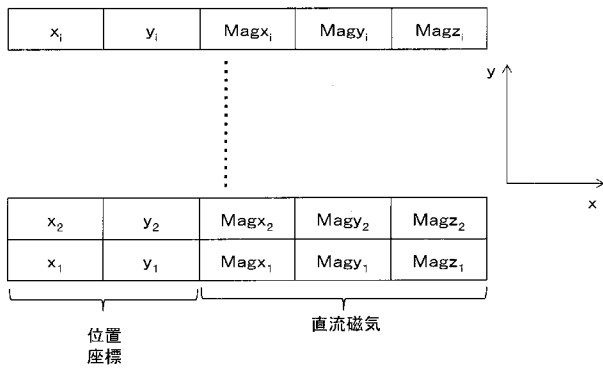 xᵢ yᵢ Magxᵢ Magyᵢ Magzᵢ
y
x
x₂ y₂ Magx₂ Magy₂ Magz₂
x₁ y₁ Magx₁ Magy₁ Magz₁
位置
座標
直流磁気